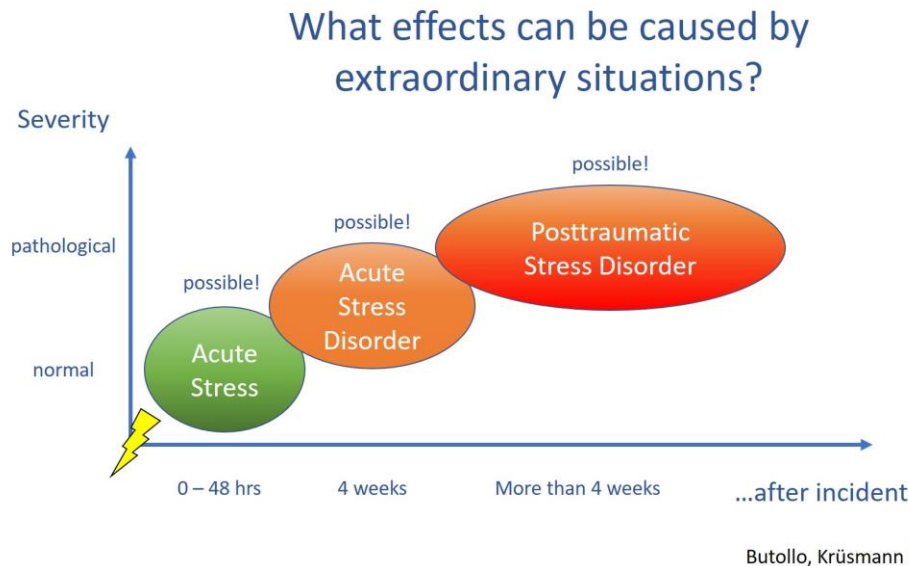 What effects can be caused by
extraordinary situations?
Severity
possible!
possible!
pathological
Posttraumatic
Stress Disorder
possible!
Acute
Stress
Disorder
normal
Acute
Stress
0 – 48 hrs
4 weeks
More than 4 weeks
...after incident
Butollo, Krüsmann